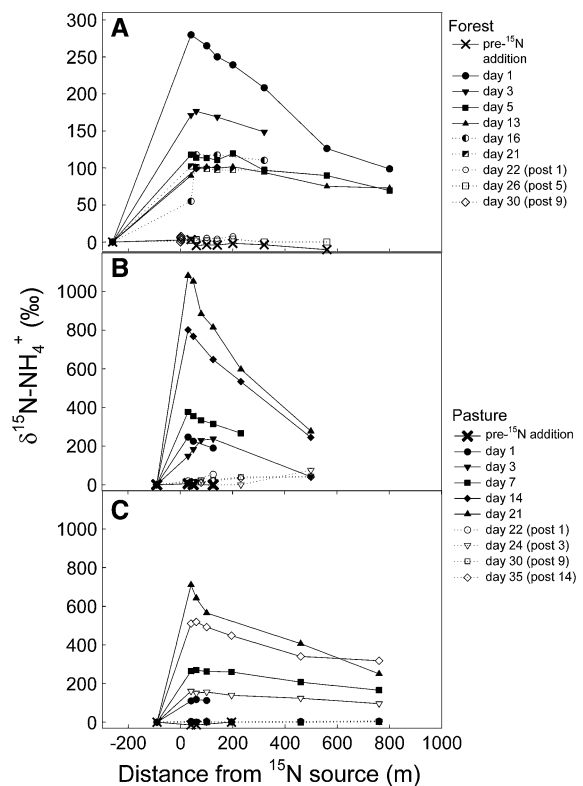 A
300
250
200
150
100
50
0
Forest
pre-¹⁵N
addition
day 1
day 3
day 5
day 13
day 16
day 21
day 22 (post 1)
day 26 (post 5)
day 30 (post 9)
B
1000
800
600
400
200
0
δ¹⁵N-NH₄⁺ (‰)
Pasture
pre-¹⁵N addition
day 1
day 3
day 7
day 14
day 21
day 22 (post 1)
day 24 (post 3)
day 30 (post 9)
day 35 (post 14)
C
1000
800
600
400
200
0
-200 0 200 400 600 800 1000
Distance from ¹⁵N source (m)